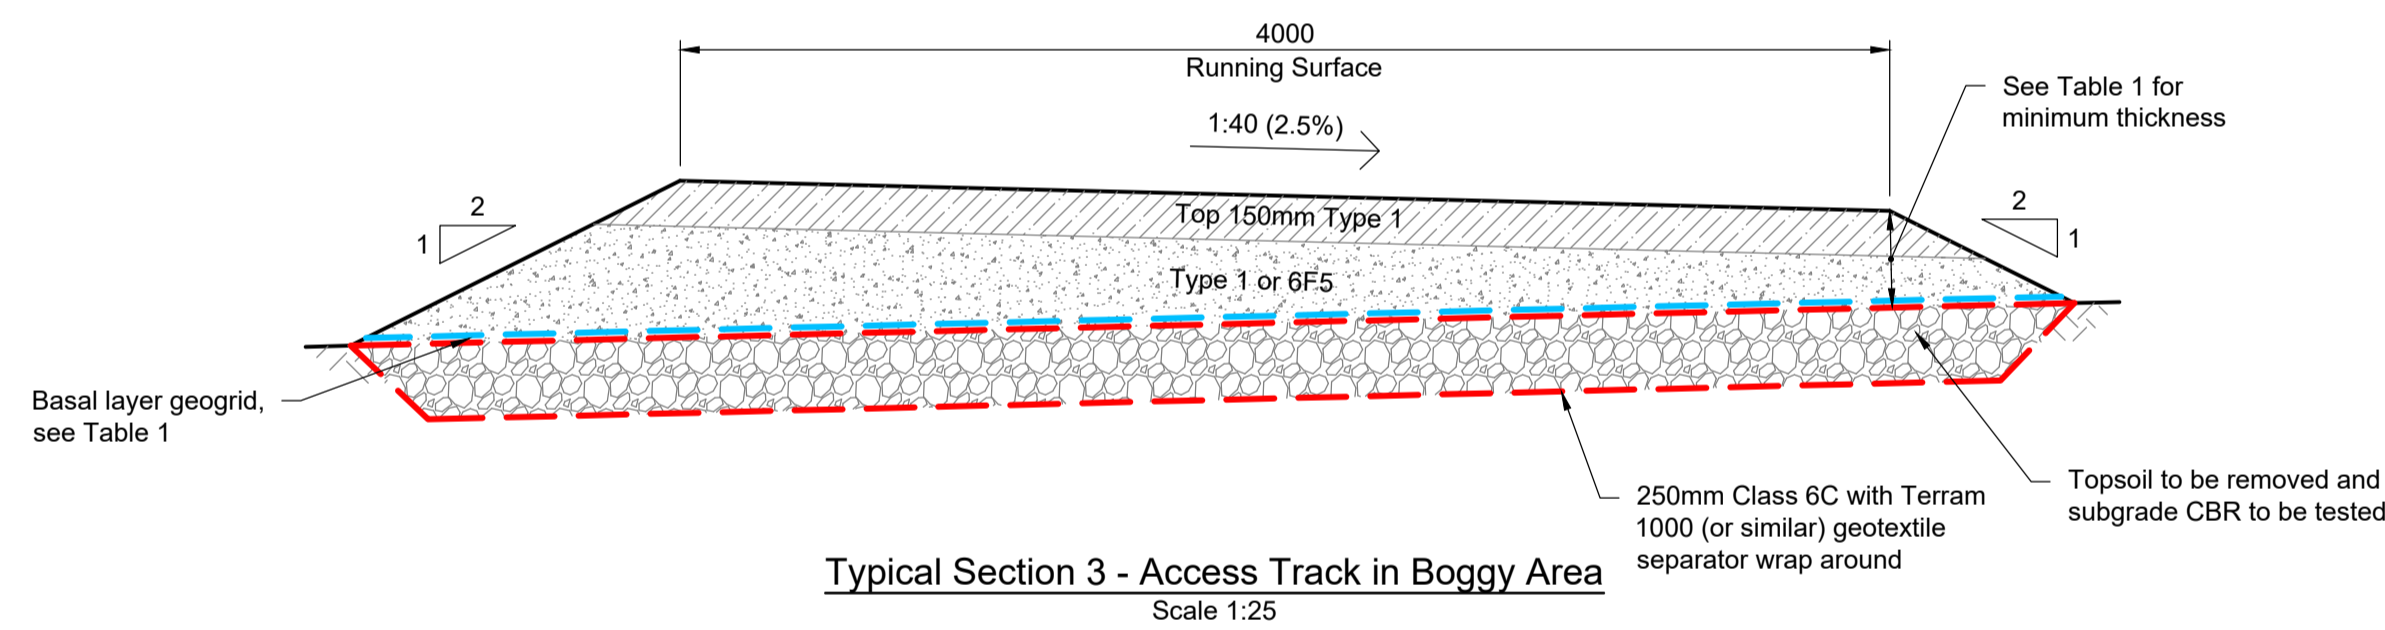 4000
Running Surface
See Table 1 for
minimum thickness
1:40 (2.5%)
2
1
2
1
Top 150mm Type 1
Type 1 or 6F5
Basal layer geogrid,
see Table 1
250mm Class 6C with Terram
1000 (or similar) geotextile
separator wrap around
Topsoil to be removed and
subgrade CBR to be tested
Typical Section 3 - Access Track in Boggy Area
Scale 1:25